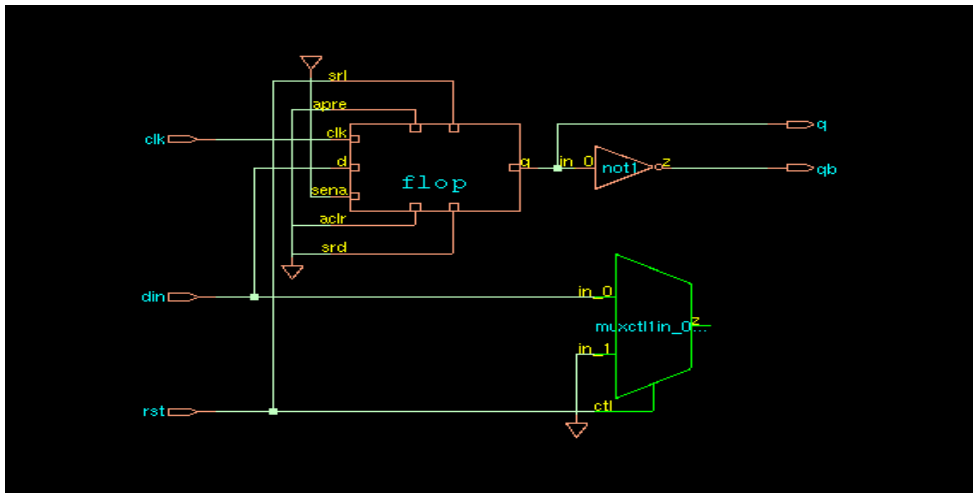 srl
apre
clk
clk
q
d
q
in_0
not1
z
qb
flop
sena
aclr
srd
din
in_0
muxctl1in_0...
z
in_1
rst
ctl